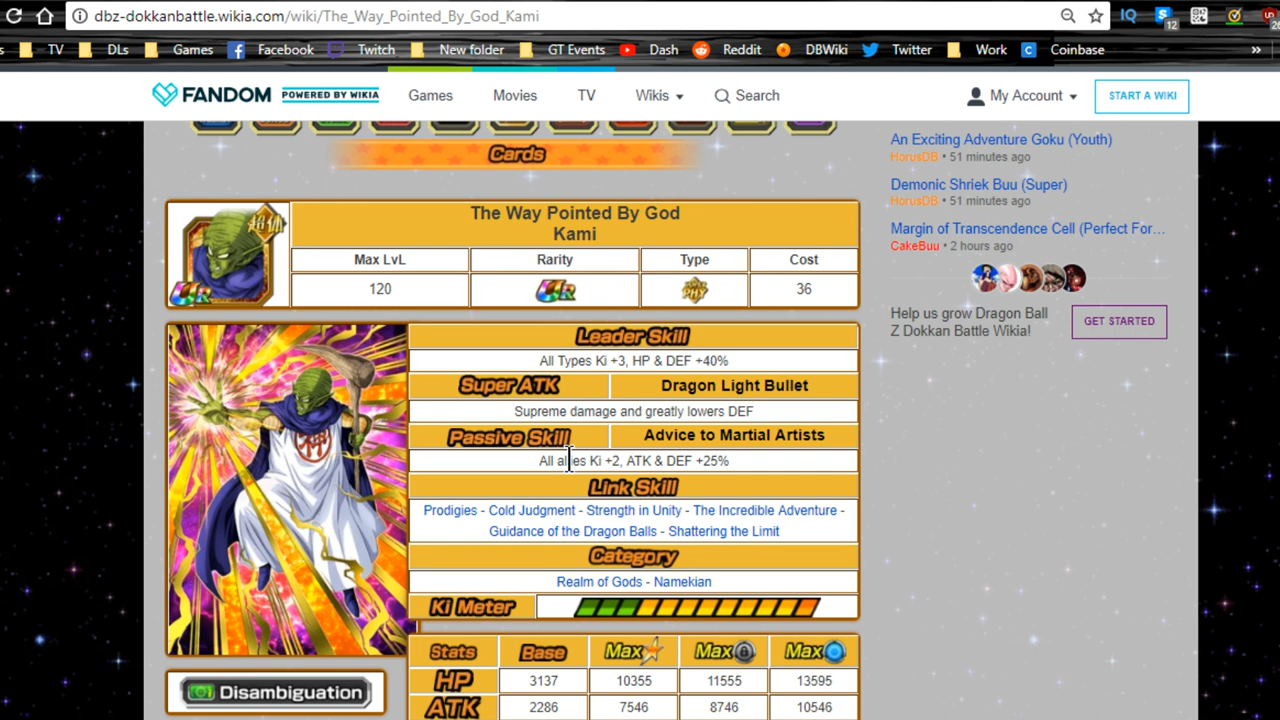 dbz-dokkanbattle.wikia.com/wiki/The_Way_Pointed_By_God_Kami
IQ
12
s TV DLs Games Facebook Twitch New folder GT Events Dash Reddit DBWiki Twitter Work Coinbase »
FANDOM POWERED BY WIKIA Games Movies TV Wikis Search My Account START A WIKI
Cards
An Exciting Adventure Goku (Youth)
HorusDB • 51 minutes ago
Demonic Shriek Buu (Super)
HorusDB • 51 minutes ago
Margin of Transcendence Cell (Perfect For...
CakeBuu • 2 hours ago
Help us grow Dragon Ball
Z Dokkan Battle Wikia!
GET STARTED
The Way Pointed By God
Kami
Max LvL Rarity Type Cost
120 UR PHY 36
Leader Skill
All Types Ki +3, HP & DEF +40%
Super ATK Dragon Light Bullet
Supreme damage and greatly lowers DEF
Passive Skill Advice to Martial Artists
All allies Ki +2, ATK & DEF +25%
Link Skill
Prodigies - Cold Judgment - Strength in Unity - The Incredible Adventure -
Guidance of the Dragon Balls - Shattering the Limit
Category
Realm of Gods - Namekian
Ki Meter
Stats Base Max Max Max
HP 3137 10355 11555 13595
ATK 2286 7546 8746 10546
Disambiguation